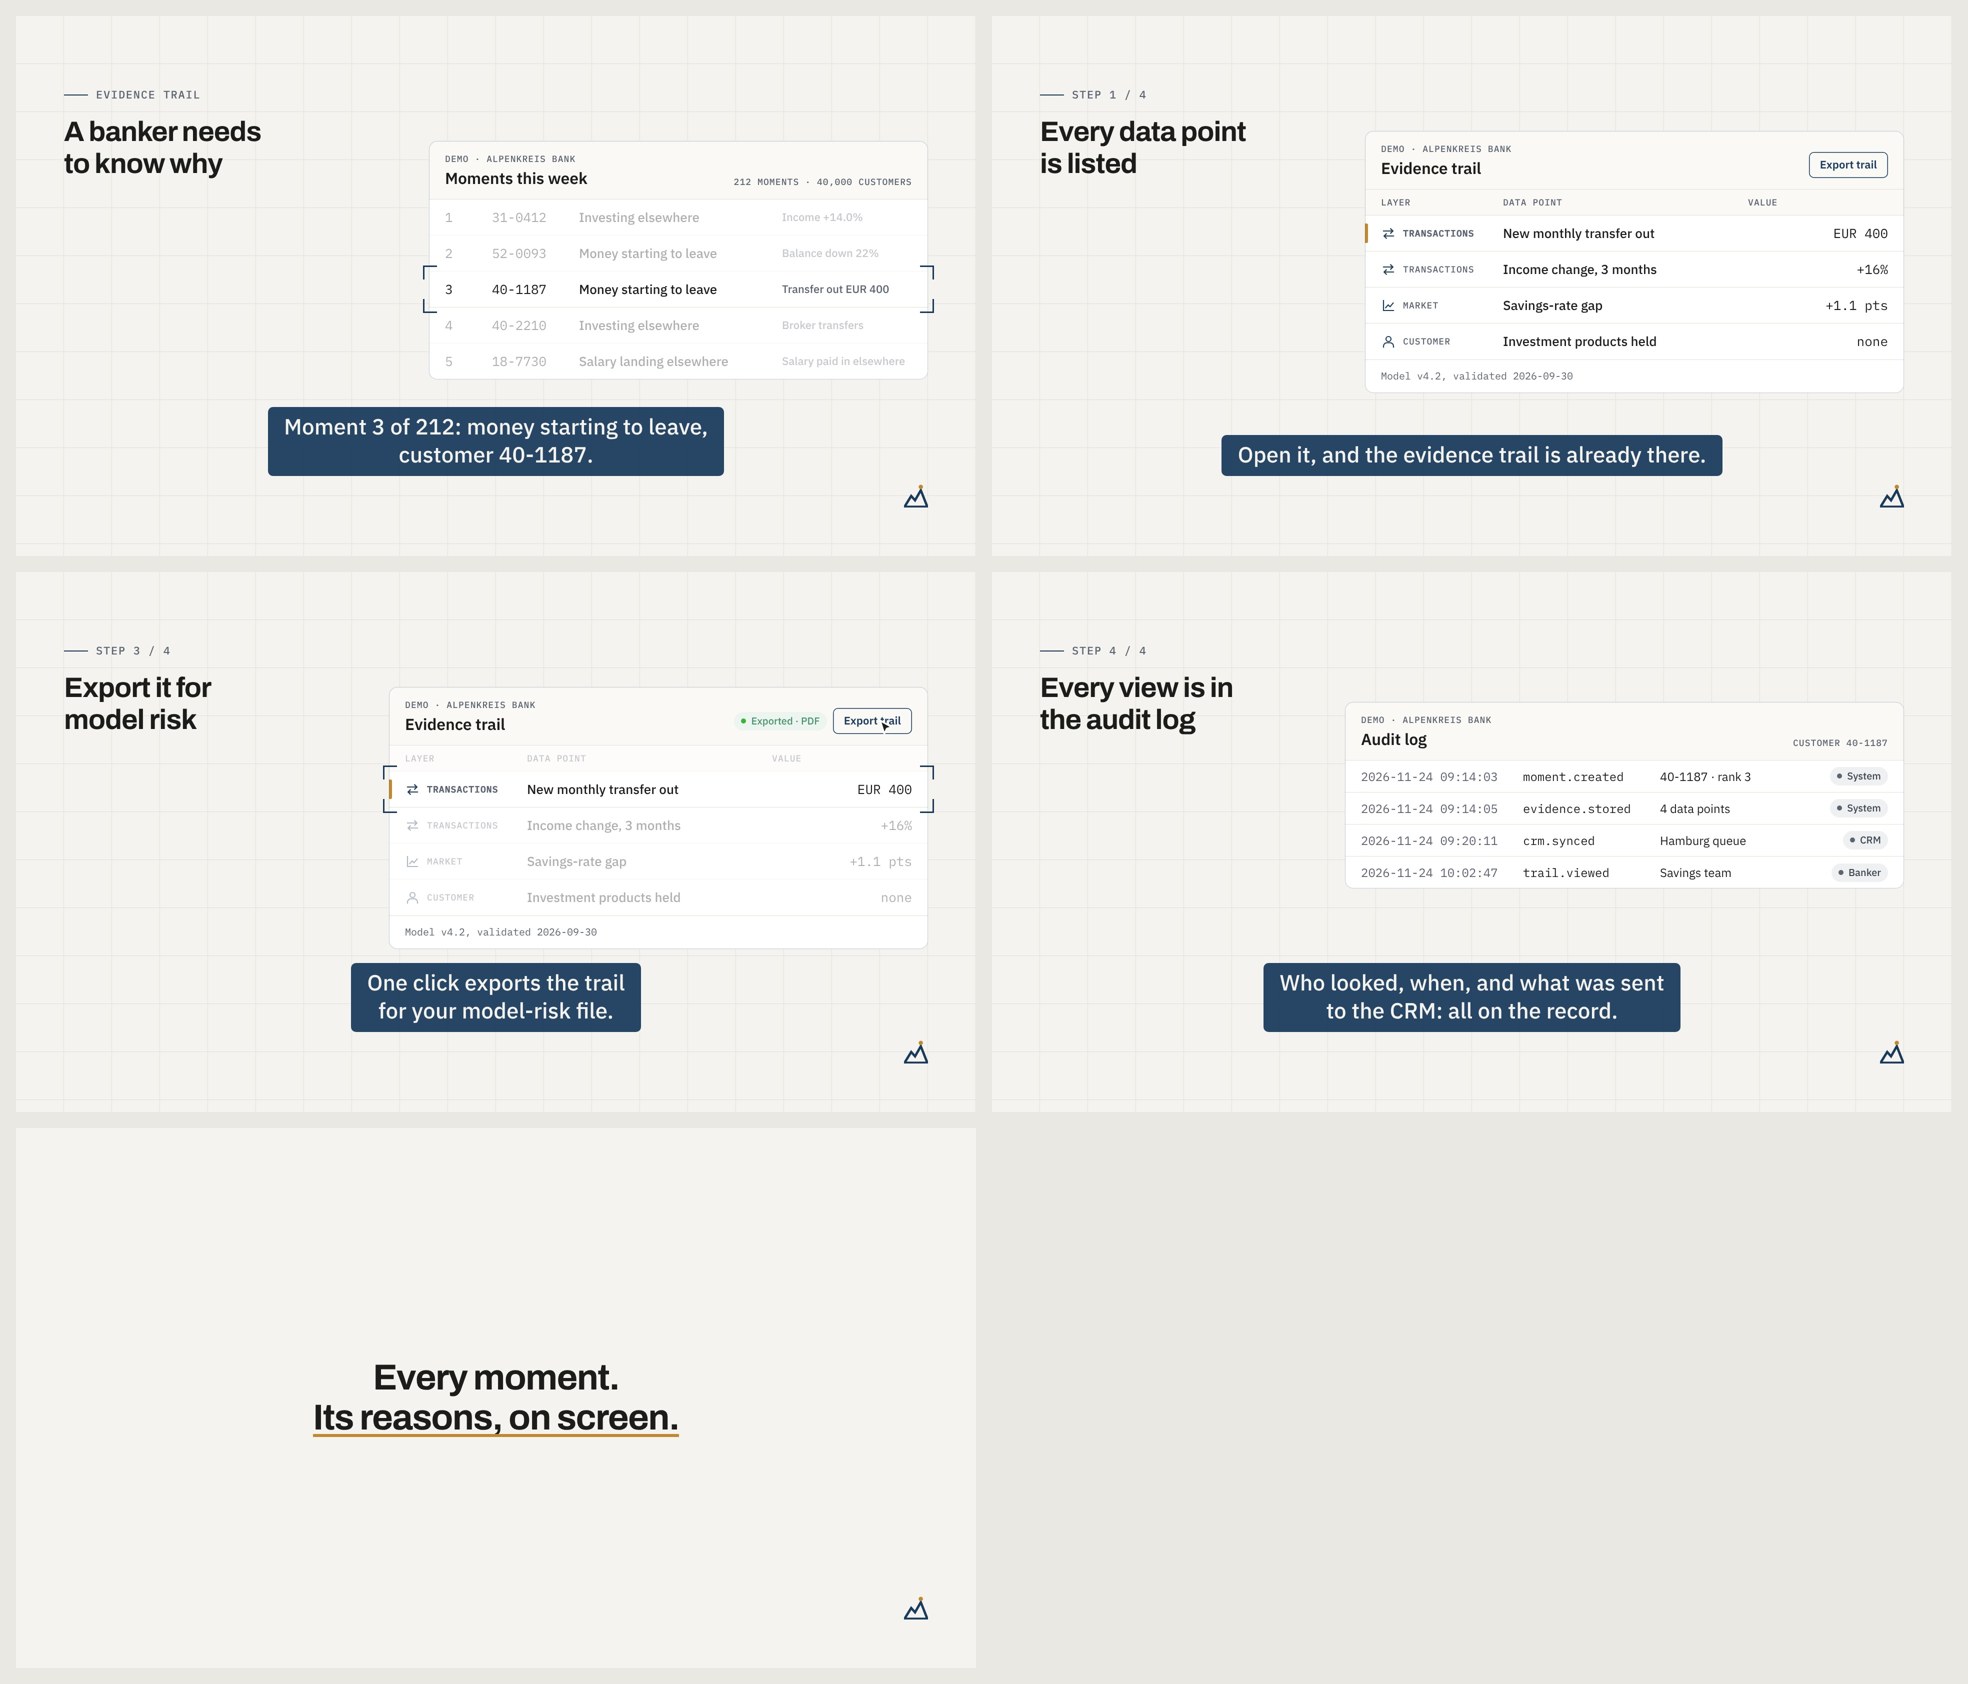 EVIDENCE TRAIL
A banker needs
to know why
DEMO · ALPENKREIS BANK
Moments this week
212 MOMENTS · 40,000 CUSTOMERS
1 31-0412 Investing elsewhere Income +14.0%
2 52-0093 Money starting to leave Balance down 22%
3 40-1187 Money starting to leave Transfer out EUR 400
4 40-2210 Investing elsewhere Broker transfers
5 18-7730 Salary landing elsewhere Salary paid in elsewhere
Moment 3 of 212: money starting to leave,
customer 40-1187.
STEP 1 / 4
Every data point
is listed
DEMO · ALPENKREIS BANK
Evidence trail
Export trail
LAYER DATA POINT VALUE
TRANSACTIONS New monthly transfer out EUR 400
TRANSACTIONS Income change, 3 months +16%
MARKET Savings-rate gap +1.1 pts
CUSTOMER Investment products held none
Model v4.2, validated 2026-09-30
Open it, and the evidence trail is already there.
STEP 3 / 4
Export it for
model risk
DEMO · ALPENKREIS BANK
Evidence trail
Exported · PDF
Export trail
LAYER DATA POINT VALUE
TRANSACTIONS New monthly transfer out EUR 400
TRANSACTIONS Income change, 3 months +16%
MARKET Savings-rate gap +1.1 pts
CUSTOMER Investment products held none
Model v4.2, validated 2026-09-30
One click exports the trail
for your model-risk file.
STEP 4 / 4
Every view is in
the audit log
DEMO · ALPENKREIS BANK
Audit log
CUSTOMER 40-1187
2026-11-24 09:14:03 moment.created 40-1187 · rank 3 System
2026-11-24 09:14:05 evidence.stored 4 data points System
2026-11-24 09:20:11 crm.synced Hamburg queue CRM
2026-11-24 10:02:47 trail.viewed Savings team Banker
Who looked, when, and what was sent
to the CRM: all on the record.
Every moment.
Its reasons, on screen.